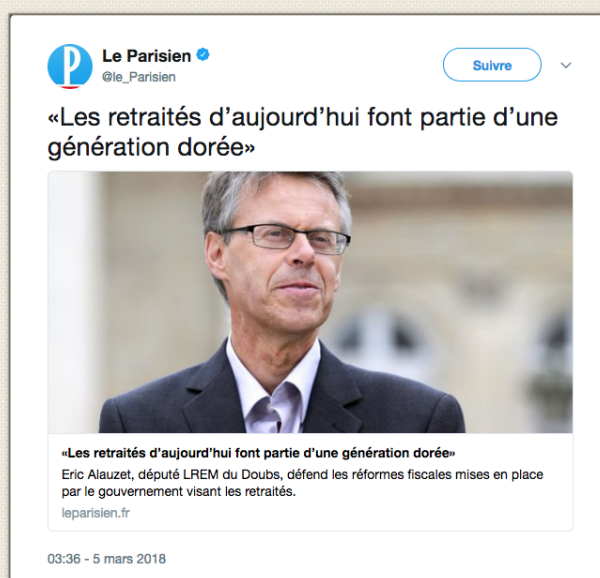 Le Parisien
@le_Parisien
Suivre
«Les retraités d’aujourd’hui font partie d’une
génération dorée»
«Les retraités d’aujourd’hui font partie d’une génération dorée»
Eric Alauzet, député LREM du Doubs, défend les réformes fiscales mises en place
par le gouvernement visant les retraités.
leparisien.fr
03:36 - 5 mars 2018